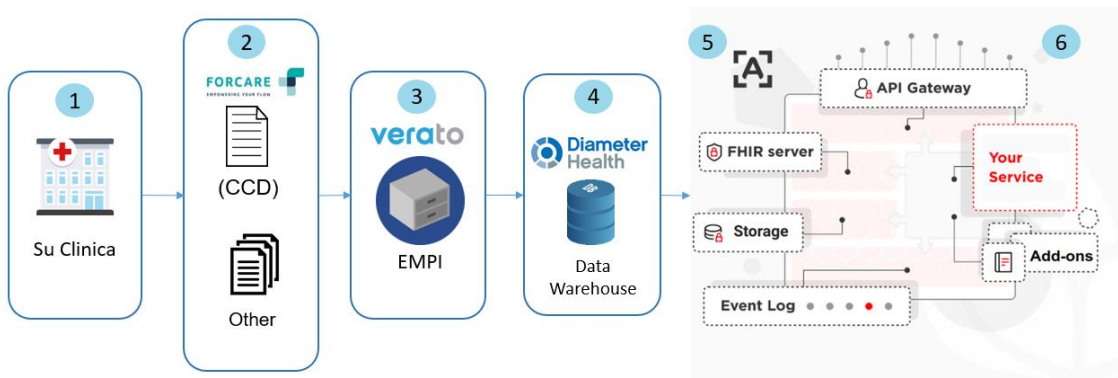 1
Su Clinica
2
FORCARE
EMPOWERING YOUR FLOW
(CCD)
Other
3
verato
EMPI
4
Diameter
Health
Data
Warehouse
5
[A]
6
API Gateway
FHIR server
Your
Service
Storage
Add-ons
Event Log